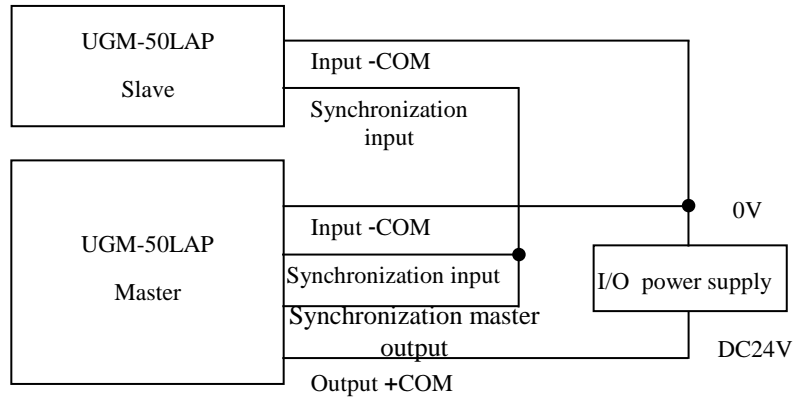 UGM-50LAP
Slave
Input -COM
Synchronization
input
UGM-50LAP
Master
Input -COM
Synchronization input
Synchronization master
output
Output +COM
0V
I/O power supply
DC24V